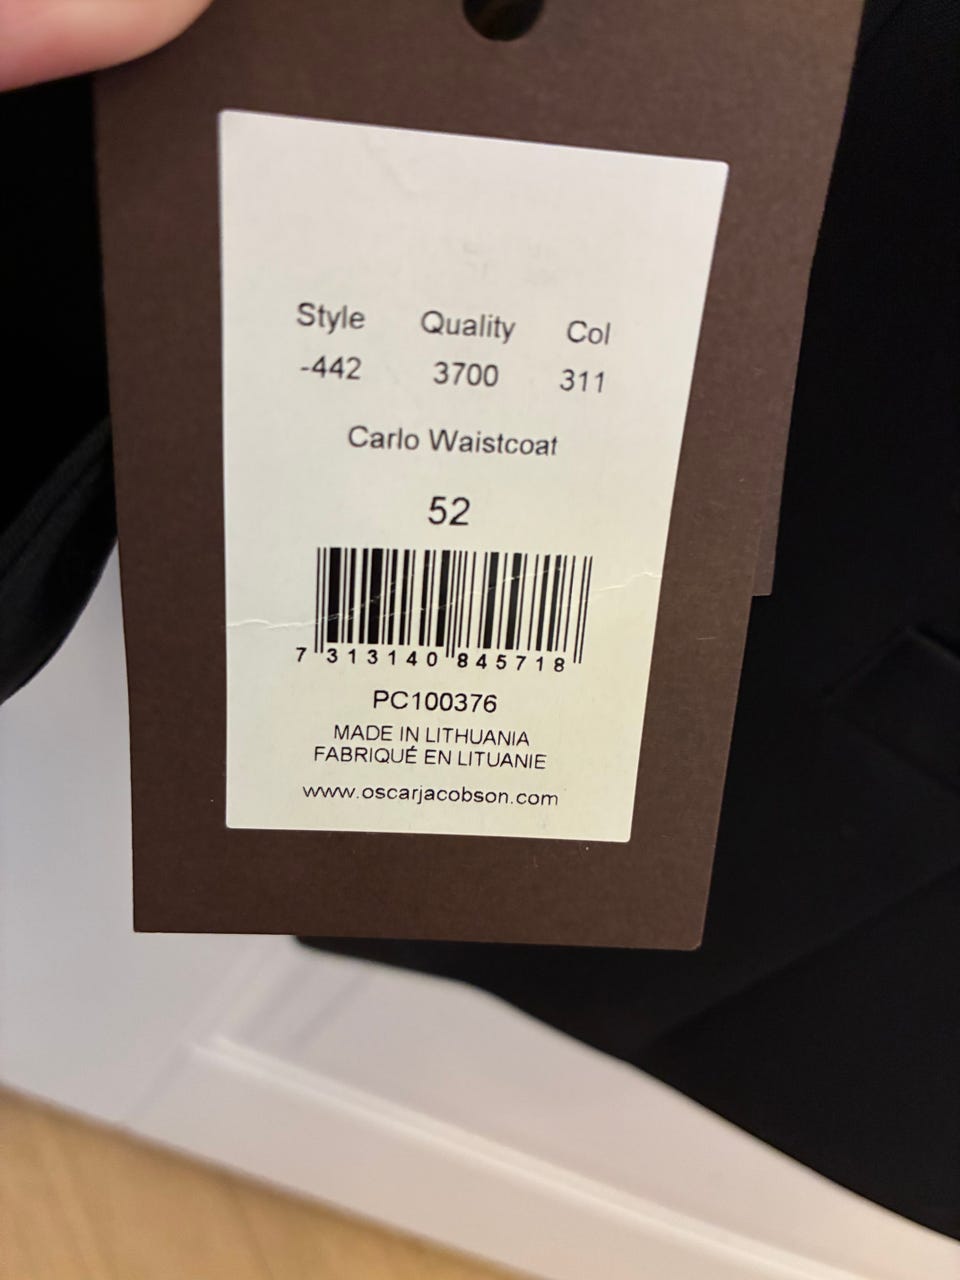 Style Quality Col
-442 3700 311
Carlo Waistcoat
52
7 313140 845718
PC100376
MADE IN LITHUANIA
FABRIQUÉ EN LITUANIE
www.oscarjacobson.com